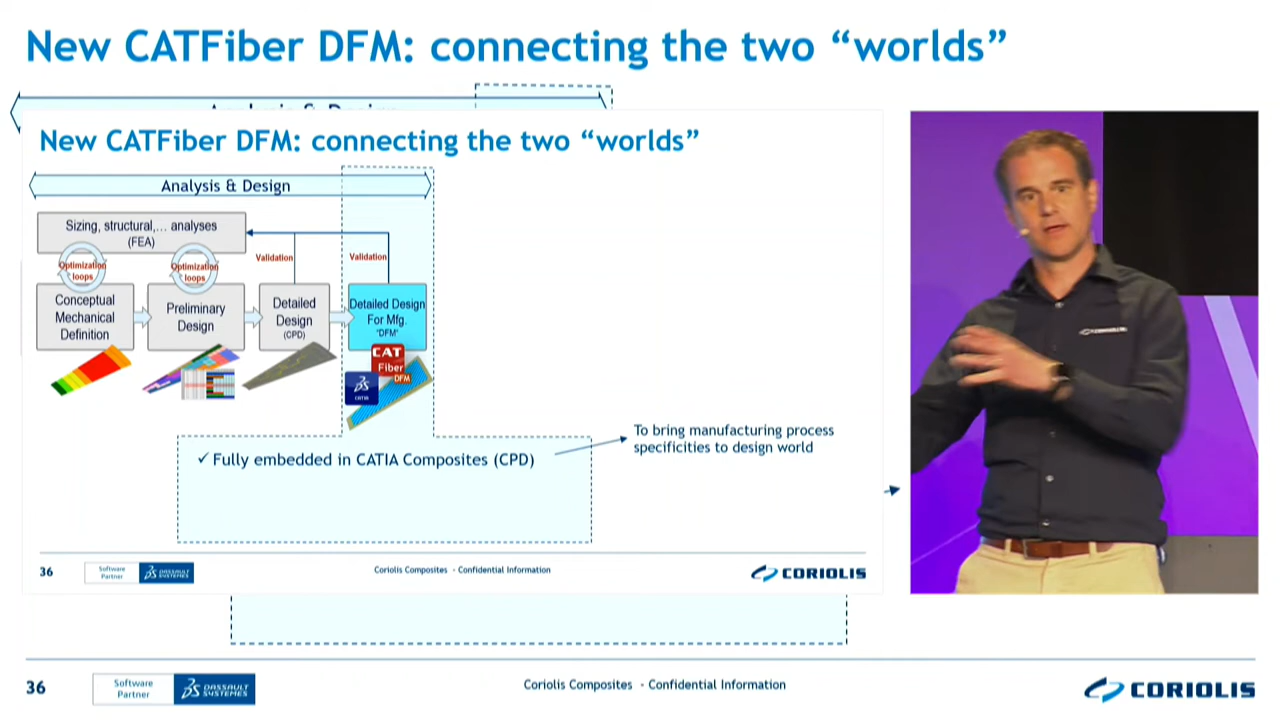 New CATFiber DFM: connecting the two “worlds”
Analysis & Design
New CATFiber DFM: connecting the two “worlds”
Analysis & Design
Sizing, structural,... analyses
(FEA)
Optimization
loops
Optimization
loops
Validation
Validation
Conceptual
Mechanical
Definition
Preliminary
Design
Detailed
Design
(CPD)
Detailed Design
For Mfg.
"DFM"
CAT
Fiber
DFM
3DS
CATIA
To bring manufacturing process
specificities to design world
✓ Fully embedded in CATIA Composites (CPD)
36
Software
Partner
DASSAULT
SYSTEMES
Coriolis Composites - Confidential Information
CORIOLIS
CORIOLIS
36
Software
Partner
DASSAULT
SYSTEMES
Coriolis Composites - Confidential Information
CORIOLIS